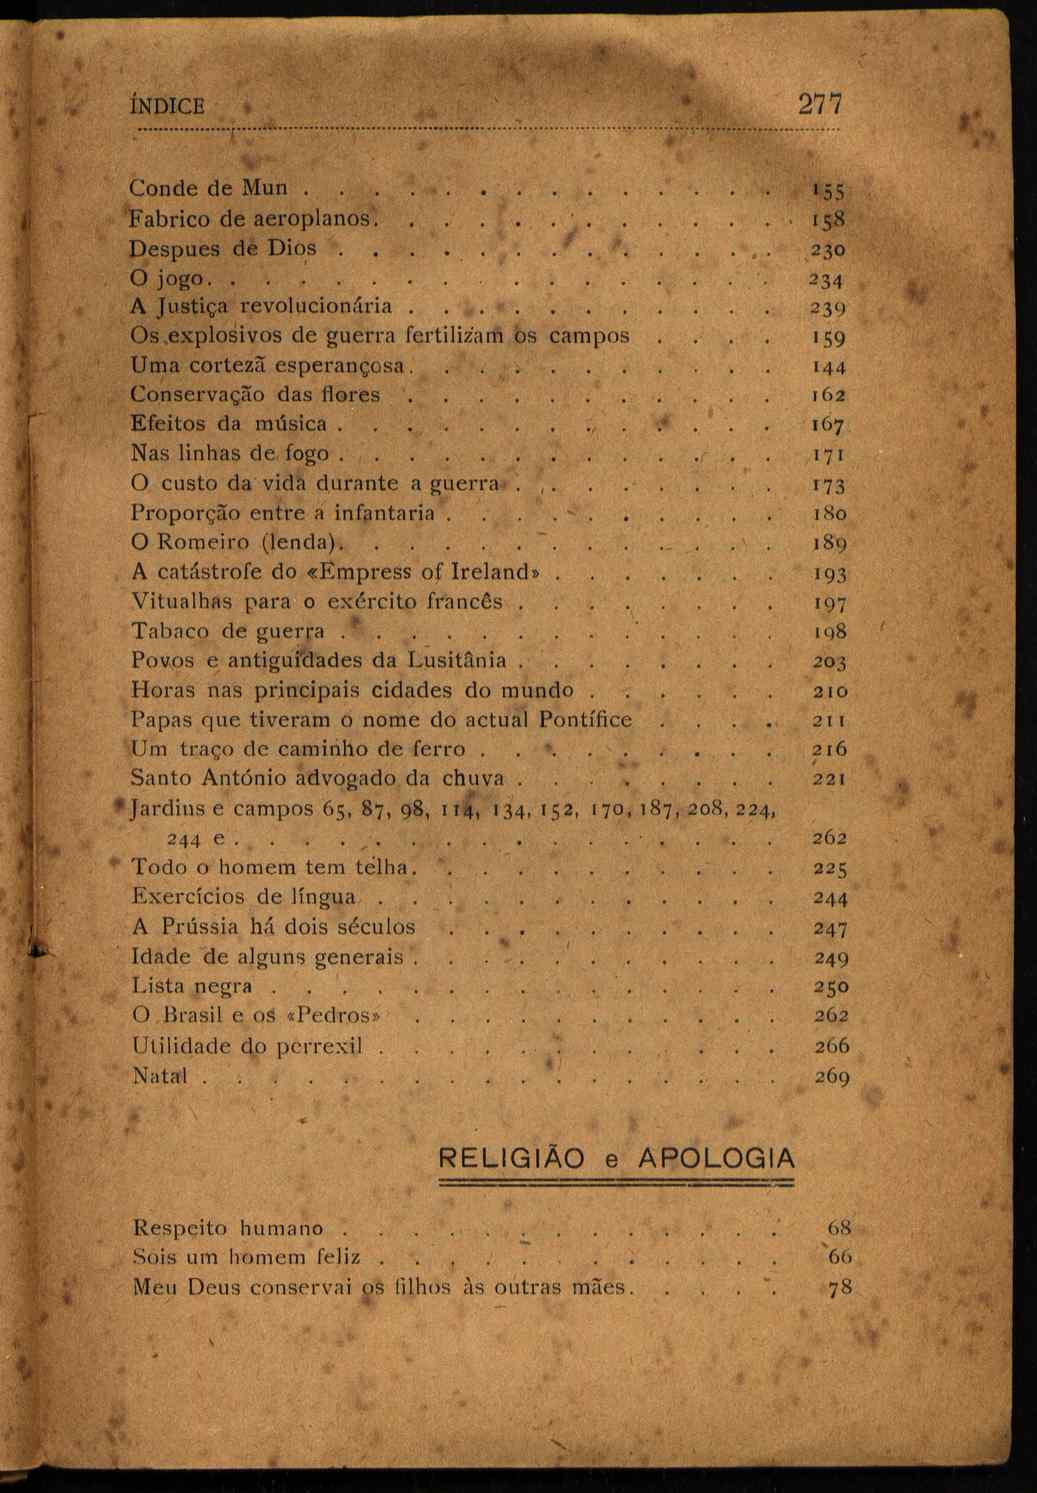 ÍNDICE 277
Conde de Mun . . . . . . . . . . . . . . 155
Fabrico de aeroplanos. . . . . . . . . . . . . 158
Despues de Dios . . . . . . . . . . . . . 230
O jogo. . . . . . . . . . . . . . . . . 234
A Justiça revolucionária . . . . . . . . . . . 239
Os explosivos de guerra fertilizam os campos . . . . 159
Uma cortezã esperançosa. . . . . . . . . . . 144
Conservação das flores . . . . . . . . . . . 162
Efeitos da música . . . . . . . . . . . . . 167
Nas linhas de fogo . . . . . . . . . . . . . 171
O custo da vida durante a guerra . . . . . . . . 173
Proporção entre a infantaria . . . . . . . . . . 180
O Romeiro (lenda). . . . . . . . . . . . . 189
A catástrofe do «Empress of Ireland» . . . . . . . 193
Vitualhas para o exército francês . . . . . . . . 197
Tabaco de guerra . . . . . . . . . . . . . 198
Povos e antiguidades da Lusitânia . . . . . . . . 203
Horas nas principais cidades do mundo . . . . . . 210
Papas que tiveram o nome do actual Pontífice . . . . 211
Um traço de caminho de ferro . . . . . . . . . 216
Santo António advogado da chuva . . . . . . . . 221
Jardins e campos 65, 87, 98, 114, 134, 152, 170, 187, 208, 224,
244 e . . . . . . . . . . . . . . . . 262
Todo o homem tem telha. . . . . . . . . . . 225
Exercícios de língua . . . . . . . . . . . . 244
A Prússia há dois séculos . . . . . . . . . . 247
Idade de alguns generais . . . . . . . . . . . 249
Lista negra . . . . . . . . . . . . . . . 250
O Brasil e os «Pedros» . . . . . . . . . . . 262
Utilidade do perrexil . . . . . . . . . . . . 266
Natal . . . . . . . . . . . . . . . . . 269
RELIGIÃO e APOLOGIA
Respeito humano . . . . . . . . . . . . . 68
Sois um homem feliz . . . . . . . . . . . . 66
Meu Deus conservai os filhos às outras mães. . . . . 78